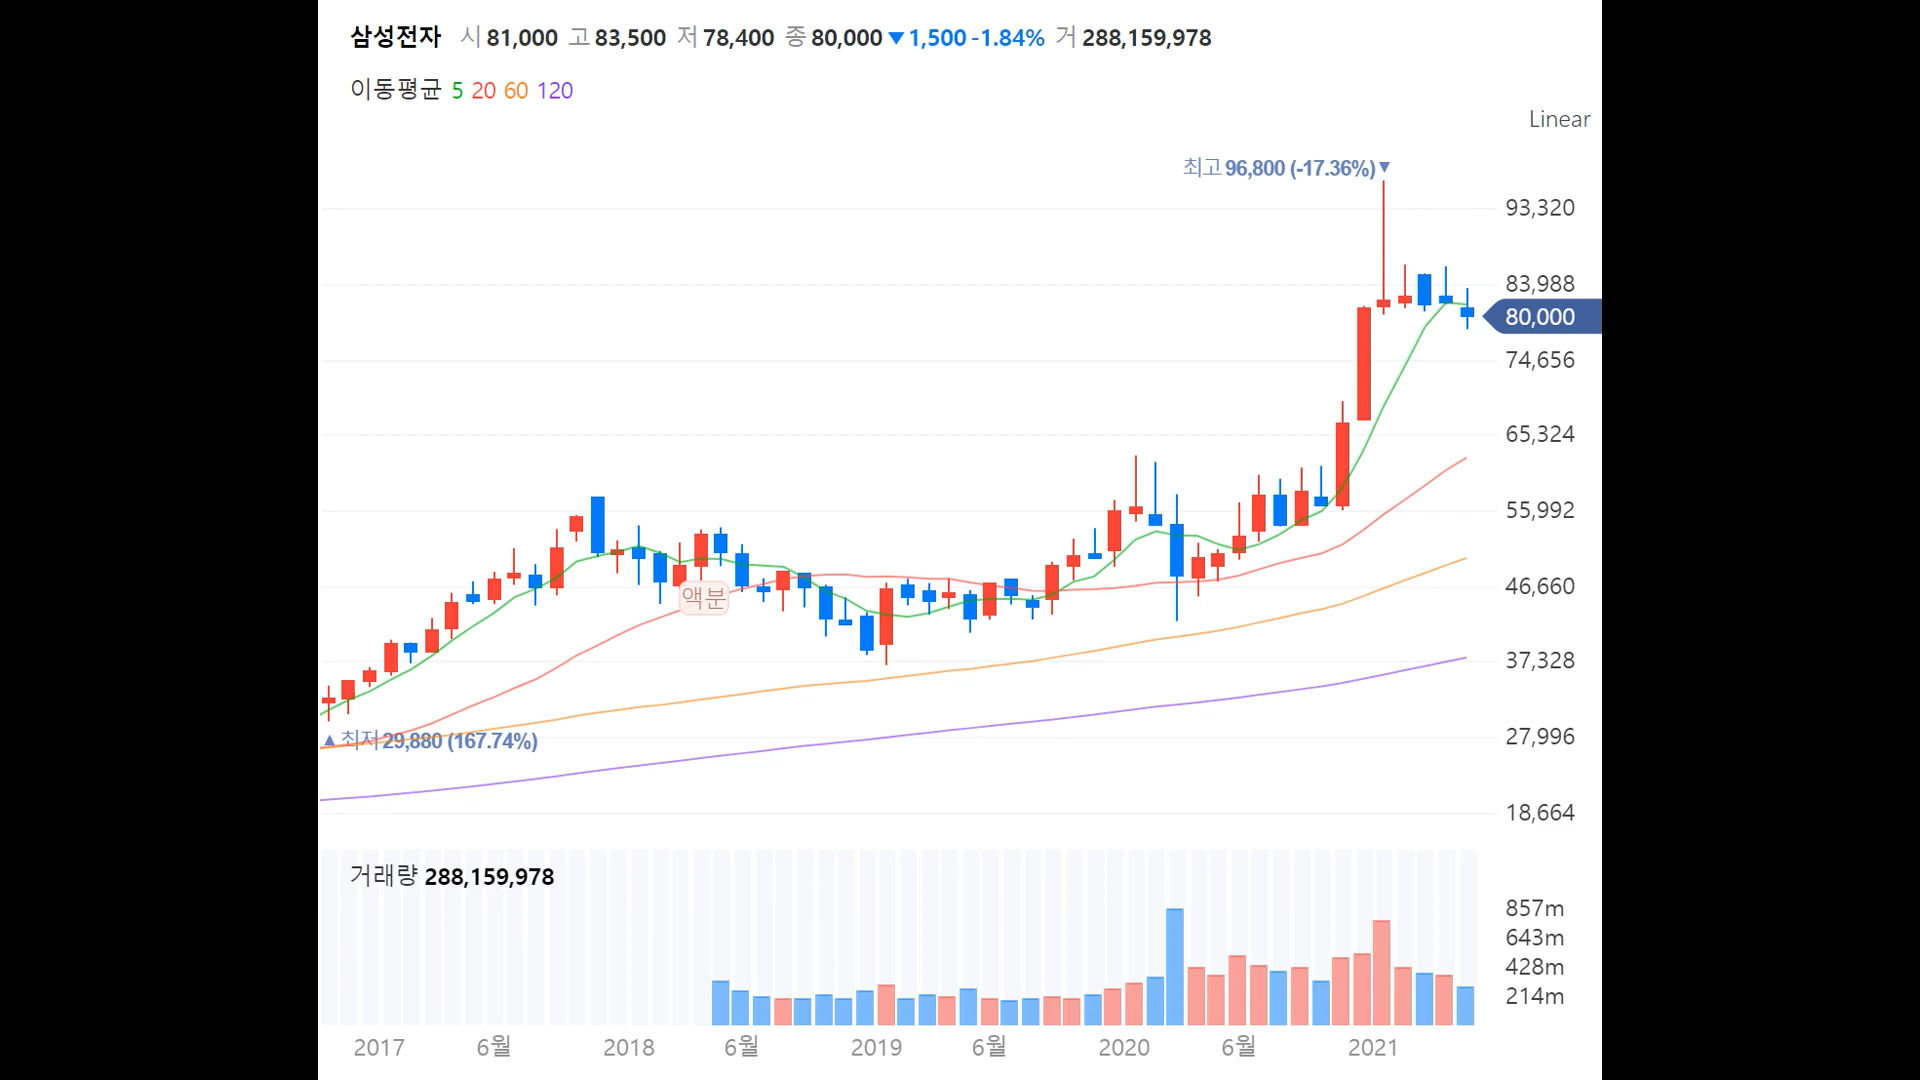 삼성전자 시 81,000 고 83,500 저 78,400 종 80,000 ▼1,500 -1.84% 거 288,159,978
이동평균 5 20 60 120
Linear
최고 96,800 (-17.36%)▼
93,320
83,988
80,000
74,656
65,324
55,992
액분
46,660
37,328
▲최저 29,880 (167.74%)
27,996
18,664
거래량 288,159,978
857m
643m
428m
214m
2017 6월 2018 6월 2019 6월 2020 6월 2021